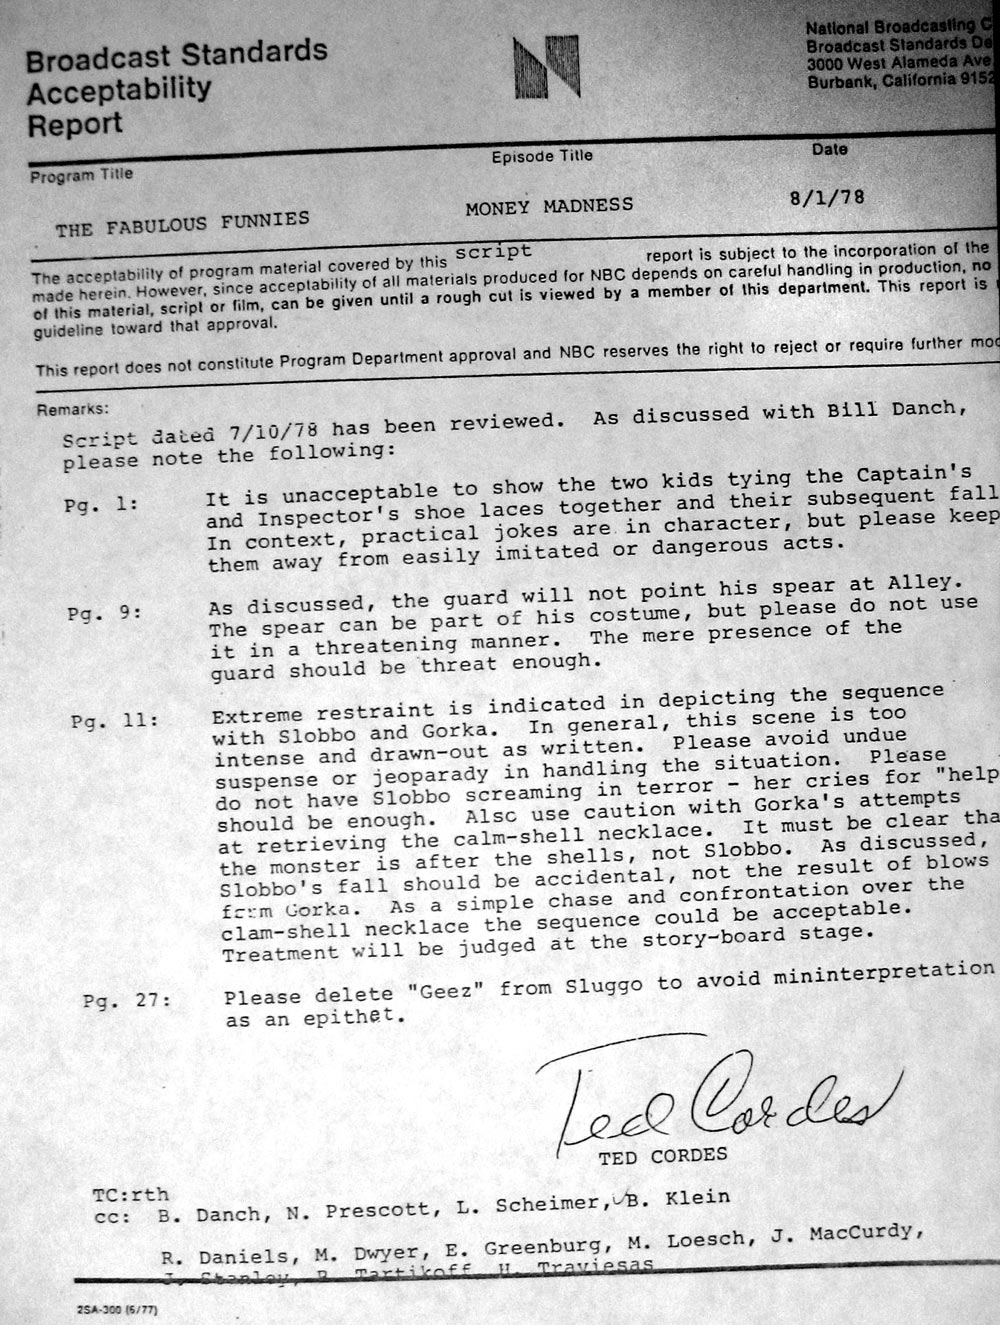 Broadcast Standards
Acceptability
Report
National Broadcasting C
Broadcast Standards De
3000 West Alameda Ave
Burbank, California 9152
Program Title
Episode Title
Date
THE FABULOUS FUNNIES
MONEY MADNESS
8/1/78
The acceptability of program material covered by this script report is subject to the incorporation of the
made herein. However, since acceptability of all materials produced for NBC depends on careful handling in production, no
of this material, script or film, can be given until a rough cut is viewed by a member of this department. This report is
guideline toward that approval.
This report does not constitute Program Department approval and NBC reserves the right to reject or require further mod
Remarks:
Script dated 7/10/78 has been reviewed. As discussed with Bill Danch,
please note the following:
Pg. 1: It is unacceptable to show the two kids tying the Captain's
and Inspector's shoe laces together and their subsequent fall
In context, practical jokes are in character, but please keep
them away from easily imitated or dangerous acts.
Pg. 9: As discussed, the guard will not point his spear at Alley.
The spear can be part of his costume, but please do not use
it in a threatening manner. The mere presence of the
guard should be threat enough.
Pg. 11: Extreme restraint is indicated in depicting the sequence
with Slobbo and Gorka. In general, this scene is too
intense and drawn-out as written. Please avoid undue
suspense or jeoparady in handling the situation. Please
do not have Slobbo screaming in terror - her cries for "help
should be enough. Alsc use caution with Gorka's attempts
at retrieving the calm-shell necklace. It must be clear tha
the monster is after the shells, not Slobbo. As discussed,
Slobbo's fall should be accidental, not the result of blows
Gorka. As a simple chase and confrontation over the
clam-shell necklace the sequence could be acceptable.
Treatment will be judged at the story-board stage.
Pg. 27: Please delete "Geez" from Sluggo to avoid mininterpretation
as an epithet.
Ted Cordes
TED CORDES
TC:rth
cc: B. Danch, N. Prescott, L. Scheimer, B. Klein
R. Daniels, M. Dwyer, E. Greenburg, M. Loesch, J. MacCurdy,
J. Stanley, B. Tartikoff, H. Traviesas
2SA-300 (6/77)